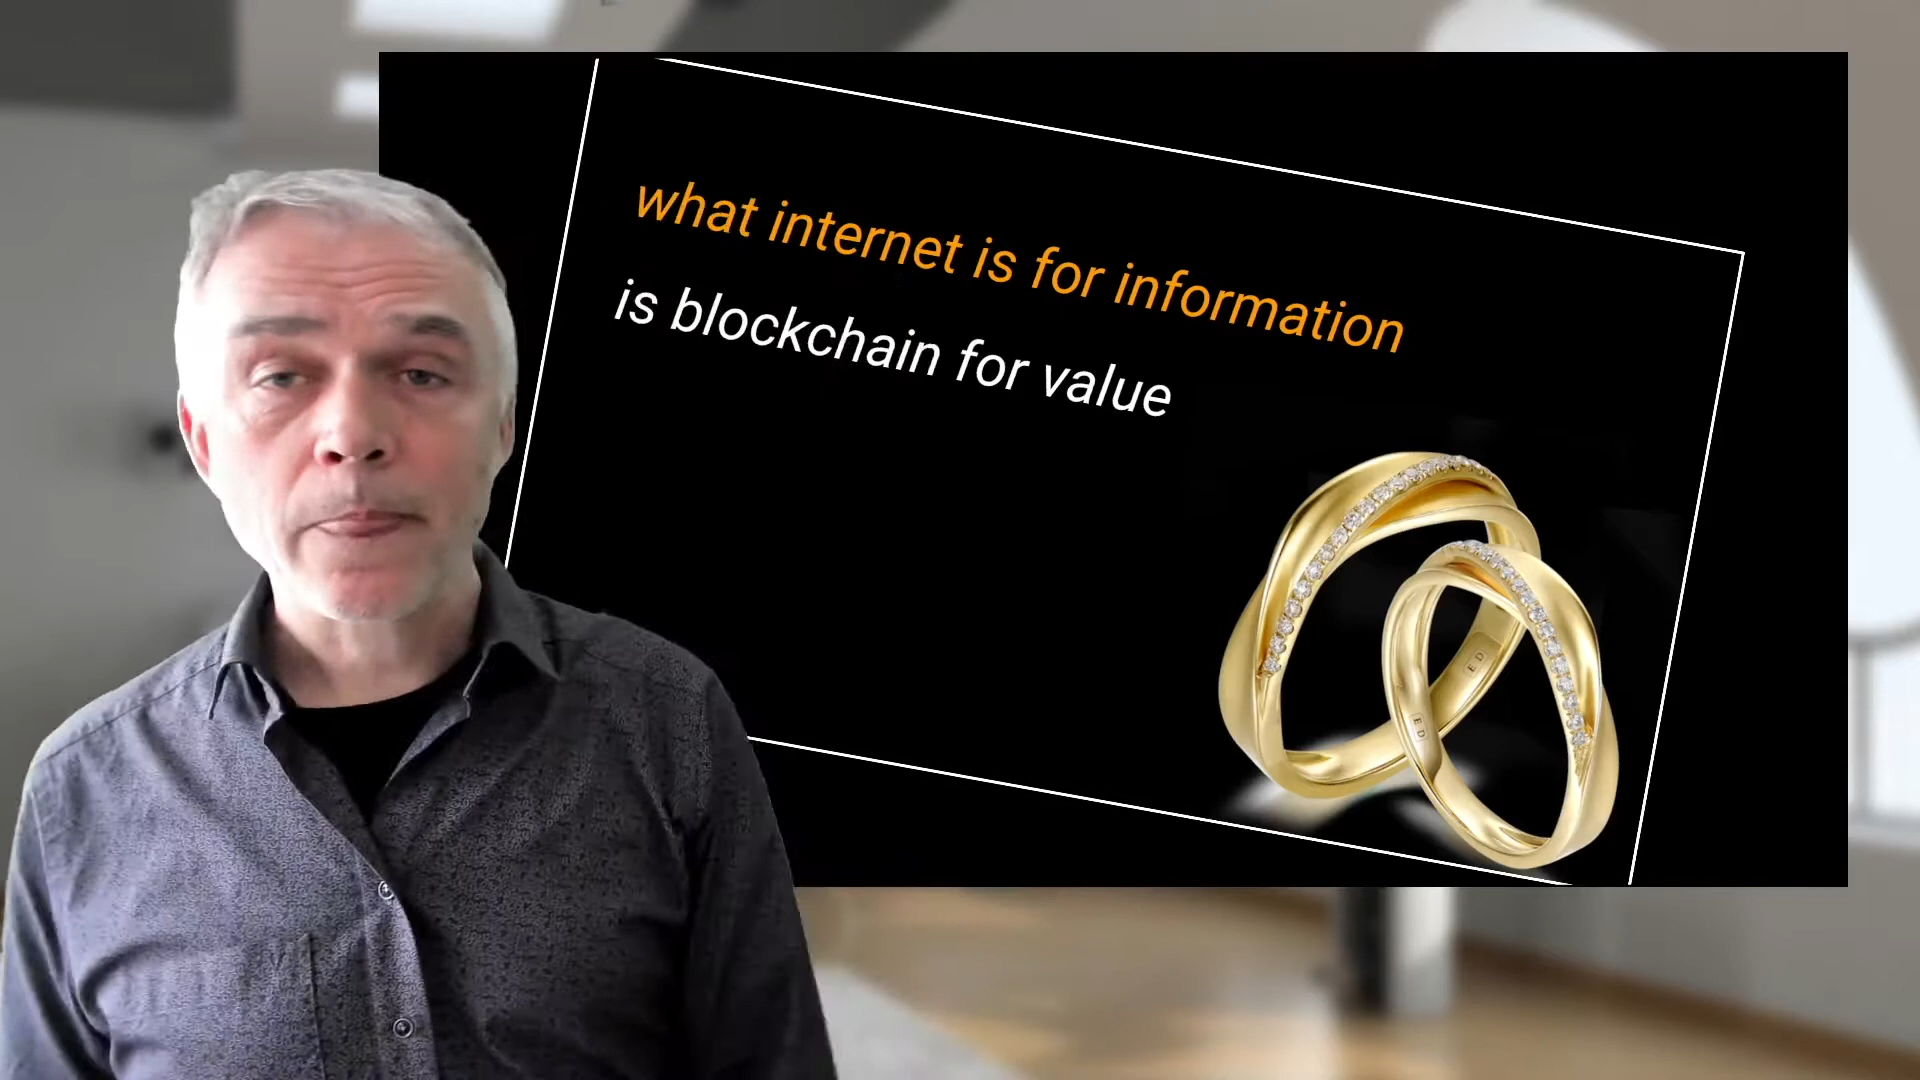 what internet is for information
is blockchain for value
E D
E D